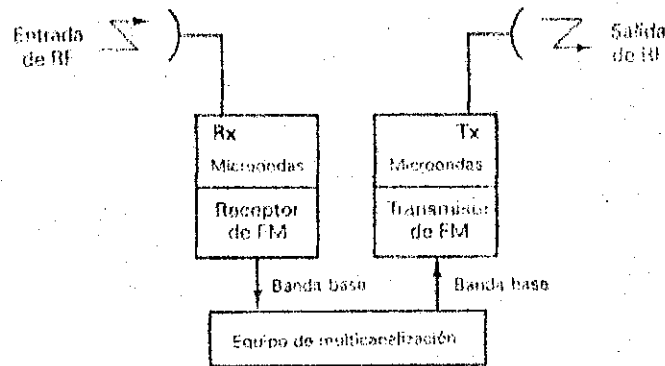 Entrada
de RF
Salida
de RF
Rx
Microondas
Receptor
de FM
Tx
Microondas
Transmisor
de FM
Banda base
Banda base
Equipo de multicanalización